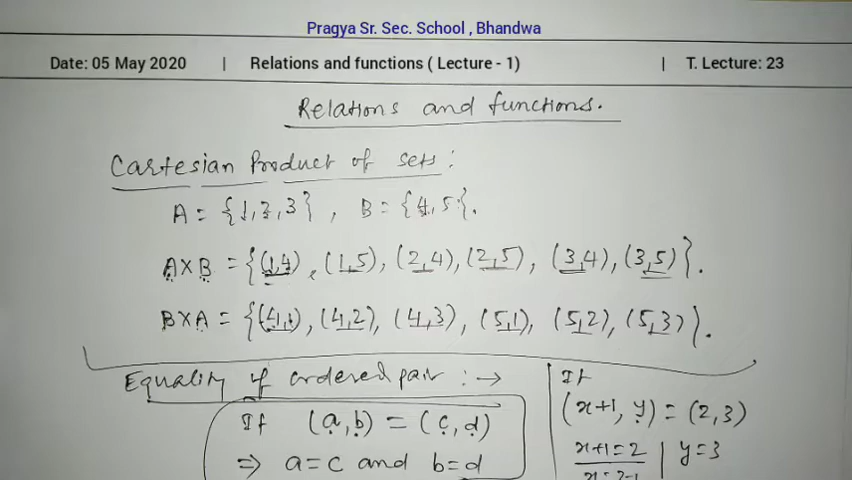 Pragya Sr. Sec. School , Bhandwa
Date: 05 May 2020 | Relations and functions ( Lecture - 1) | T. Lecture: 23
Relations and functions.
Cartesian Product of sets :
A = {1,2,3} , B = {4,5}.
A×B = {(1,4), (1,5), (2,4), (2,5), (3,4), (3,5)}.
B×A = {(4,1), (4,2), (4,3), (5,1), (5,2), (5,3)}.
Equality of ordered pair : →
If (a,b) = (c,d)
⇒ a=c and b=d
If
(x+1, y) = (2,3)
x+1=2 | y=3
x=2-1